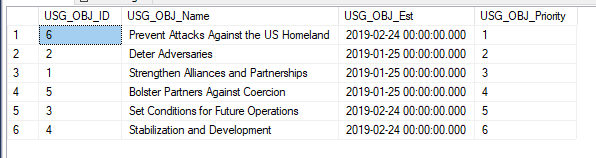 USG_OBJ_ID USG_OBJ_Name USG_OBJ_Est USG_OBJ_Priority
1 6 Prevent Attacks Against the US Homeland 2019-02-24 00:00:00.000 1
2 2 Deter Adversaries 2019-01-25 00:00:00.000 2
3 1 Strengthen Alliances and Partnerships 2019-01-25 00:00:00.000 3
4 5 Bolster Partners Against Coercion 2019-01-25 00:00:00.000 4
5 3 Set Conditions for Future Operations 2019-02-24 00:00:00.000 5
6 4 Stabilization and Development 2019-02-24 00:00:00.000 6